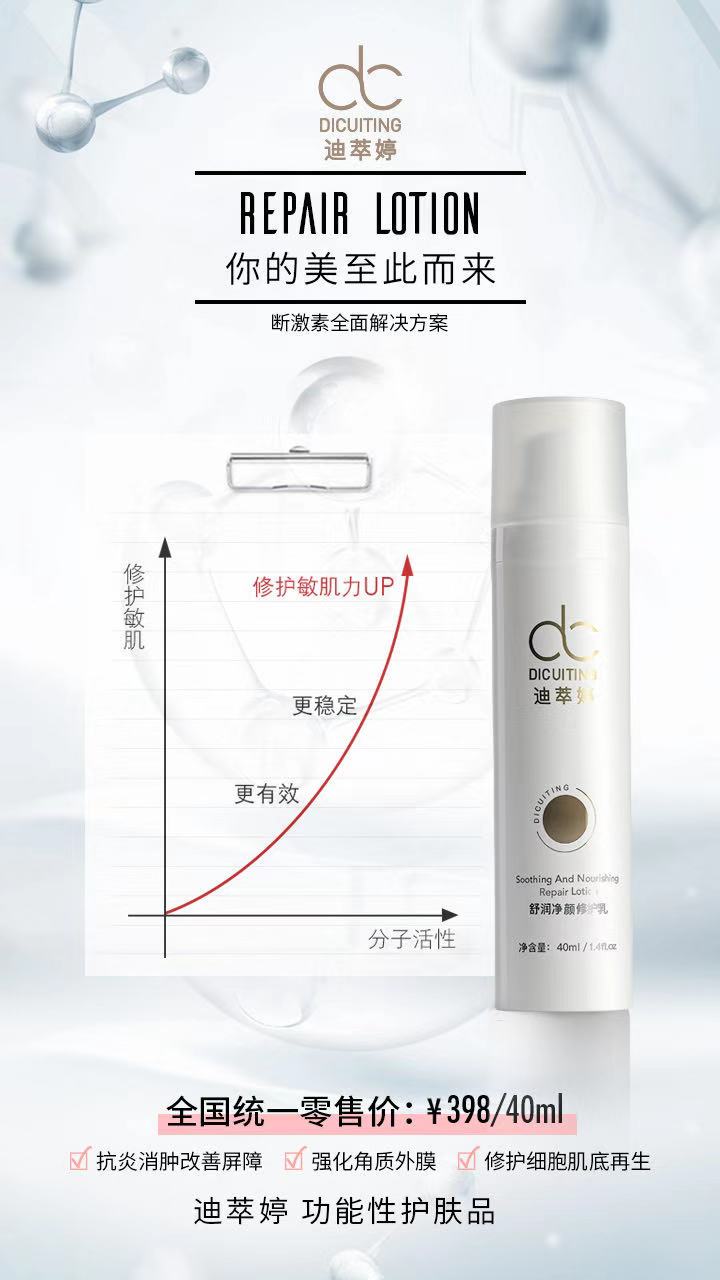 DICUITING
迪萃婷
REPAIR LOTION
你的美至此而来
断激素全面解决方案
修护敏肌
修护敏肌力UP
更稳定
更有效
分子活性
DICUITING
迪萃婷
DICUITING
Soothing And Nourishing
Repair Lotion
舒润净颜修护乳
净含量：40ml / 1.4fl.oz
全国统一零售价：¥398/40ml
抗炎消肿改善屏障 强化角质外膜 修护细胞肌底再生
迪萃婷 功能性护肤品